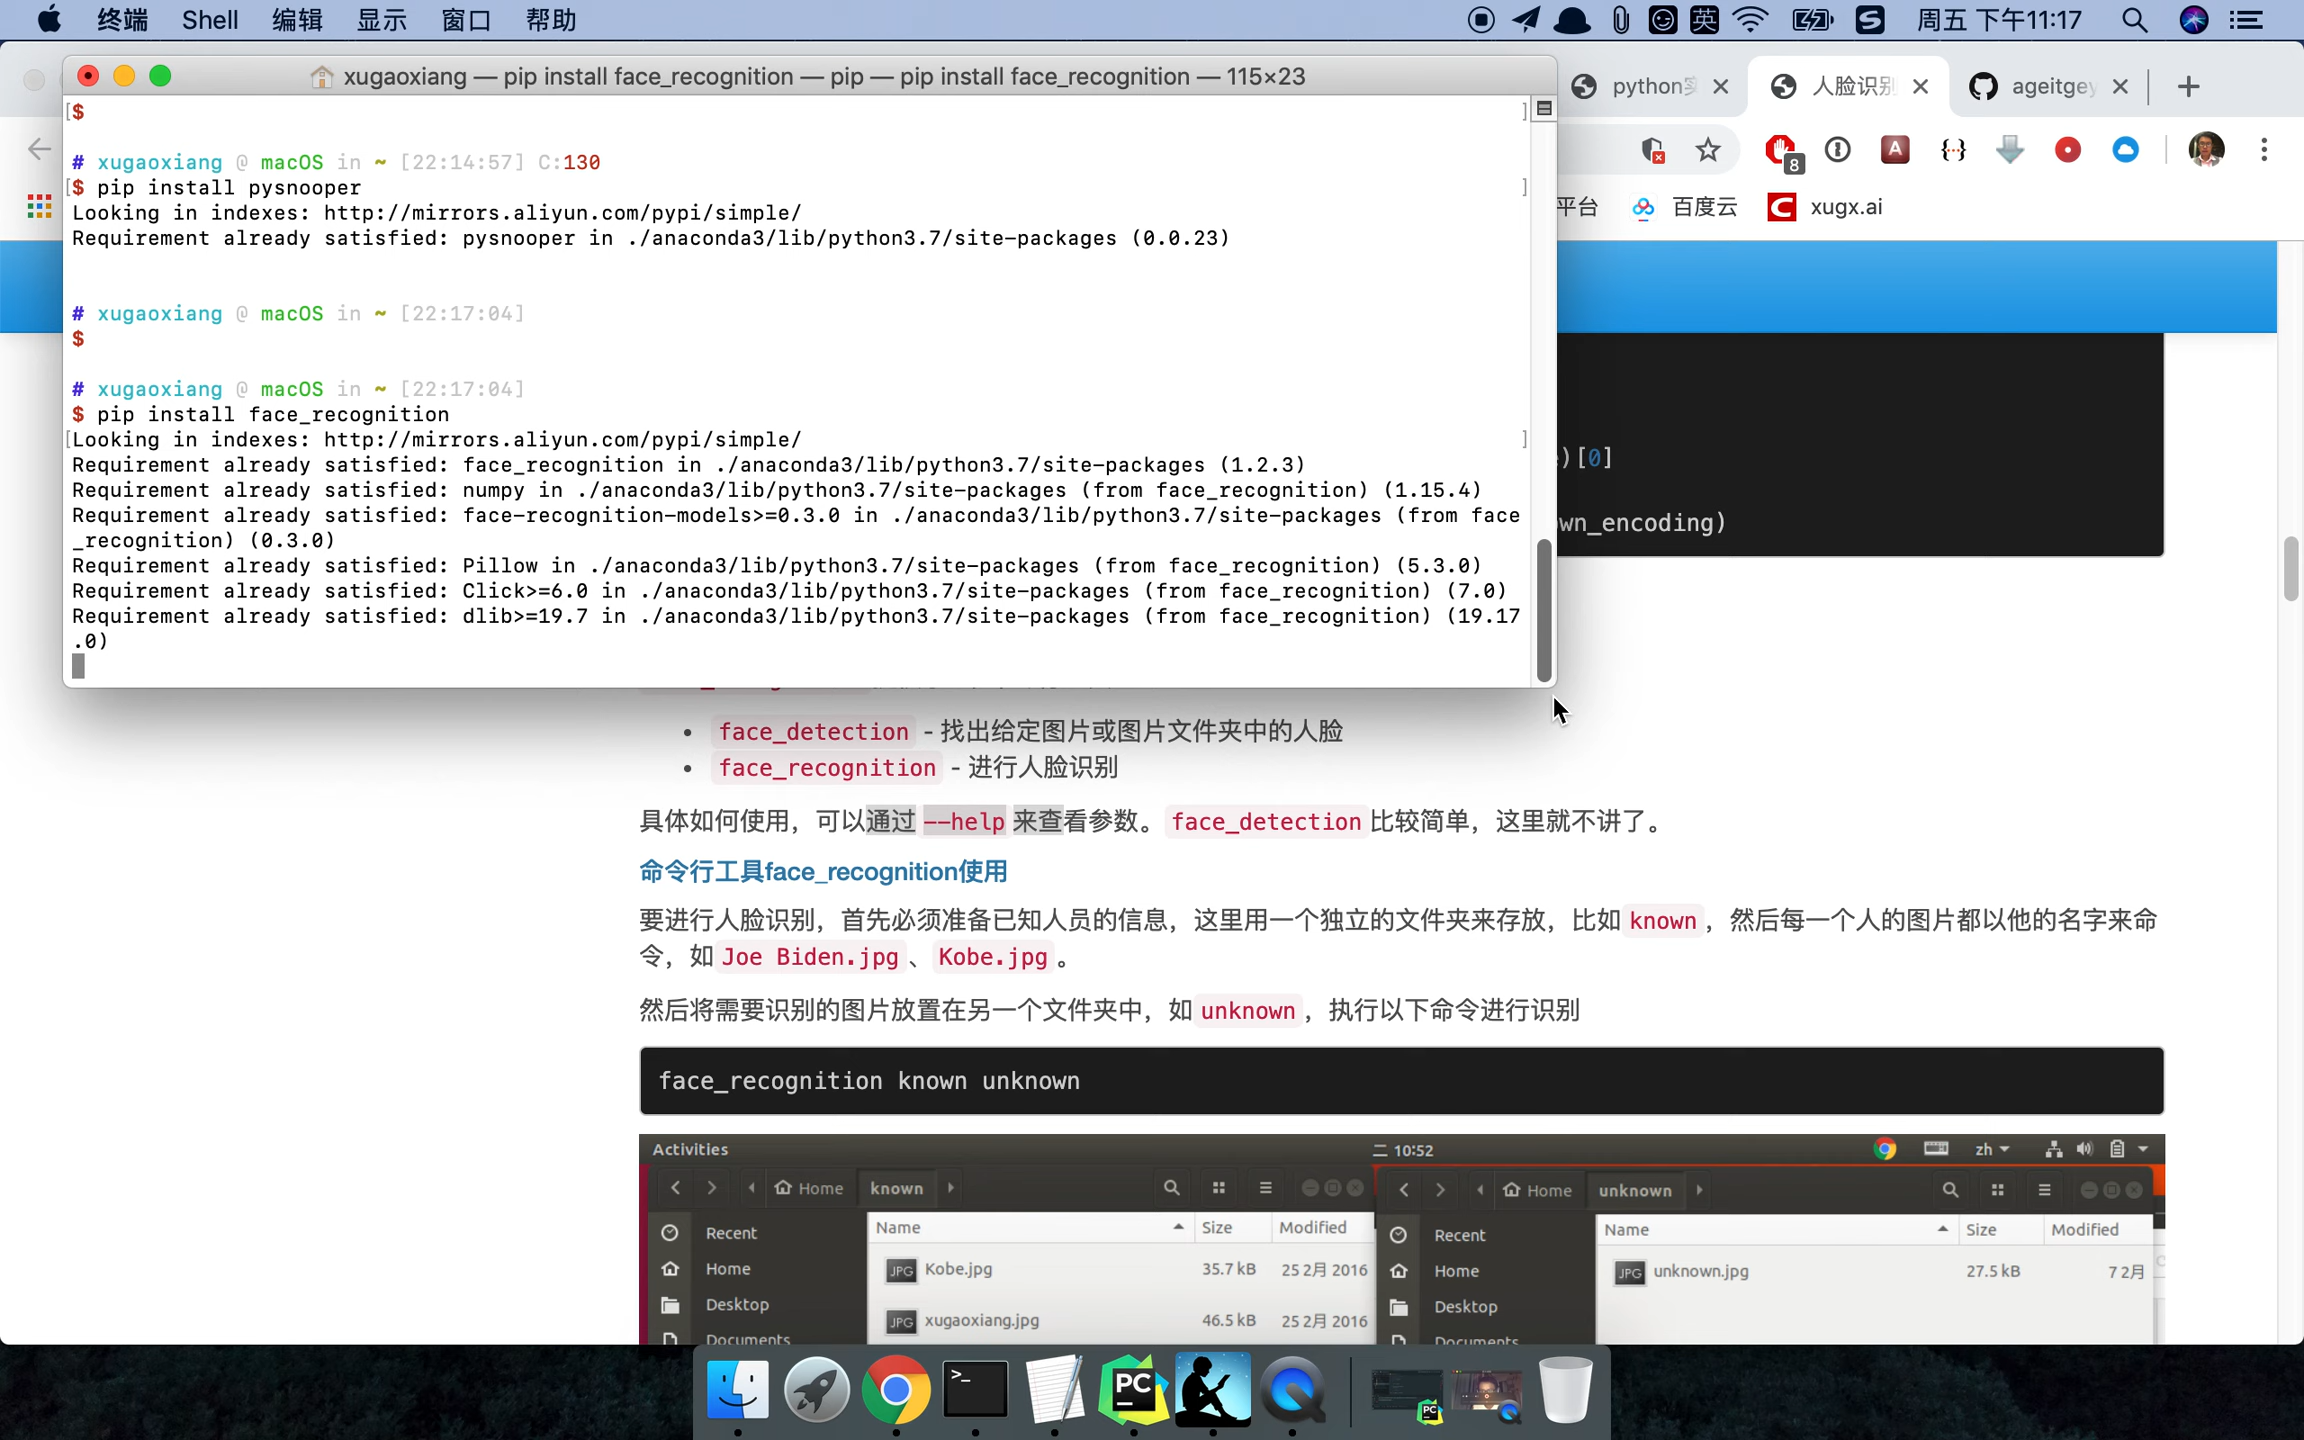 终端 Shell 编辑 显示 窗口 帮助 英 周五 下午11:17
xugaoxiang — pip install face_recognition — pip — pip install face_recognition — 115×23
python 人脸识别 ageitgey
[$ ]
# xugaoxiang @ macOS in ~ [22:14:57] C:130
[$ pip install pysnooper ]
Looking in indexes: http://mirrors.aliyun.com/pypi/simple/
Requirement already satisfied: pysnooper in ./anaconda3/lib/python3.7/site-packages (0.0.23)
# xugaoxiang @ macOS in ~ [22:17:04]
$
# xugaoxiang @ macOS in ~ [22:17:04]
$ pip install face_recognition
[Looking in indexes: http://mirrors.aliyun.com/pypi/simple/ ]
Requirement already satisfied: face_recognition in ./anaconda3/lib/python3.7/site-packages (1.2.3)
Requirement already satisfied: numpy in ./anaconda3/lib/python3.7/site-packages (from face_recognition) (1.15.4)
Requirement already satisfied: face-recognition-models>=0.3.0 in ./anaconda3/lib/python3.7/site-packages (from face
_recognition) (0.3.0)
Requirement already satisfied: Pillow in ./anaconda3/lib/python3.7/site-packages (from face_recognition) (5.3.0)
Requirement already satisfied: Click>=6.0 in ./anaconda3/lib/python3.7/site-packages (from face_recognition) (7.0)
Requirement already satisfied: dlib>=19.7 in ./anaconda3/lib/python3.7/site-packages (from face_recognition) (19.17
.0)
8 A {··}
平台 百度云 C xugx.ai
)[0]
wn_encoding)
• face_detection - 找出给定图片或图片文件夹中的人脸
• face_recognition - 进行人脸识别
具体如何使用，可以通过 --help 来查看参数。 face_detection 比较简单，这里就不讲了。
命令行工具face_recognition使用
要进行人脸识别，首先必须准备已知人员的信息，这里用一个独立的文件夹来存放，比如 known ，然后每一个人的图片都以他的名字来命
令，如 Joe Biden.jpg 、 Kobe.jpg 。
然后将需要识别的图片放置在另一个文件夹中，如 unknown ，执行以下命令进行识别
face_recognition known unknown
Activities 二 10:52 zh
Home known
Recent
Home
Desktop
Documents
Name Size Modified
JPG Kobe.jpg 35.7 kB 25 2月 2016
JPG xugaoxiang.jpg 46.5 kB 25 2月 2016
Home unknown
Recent
Home
Desktop
Documents
Name Size Modified
JPG unknown.jpg 27.5 kB 7 2月
PC